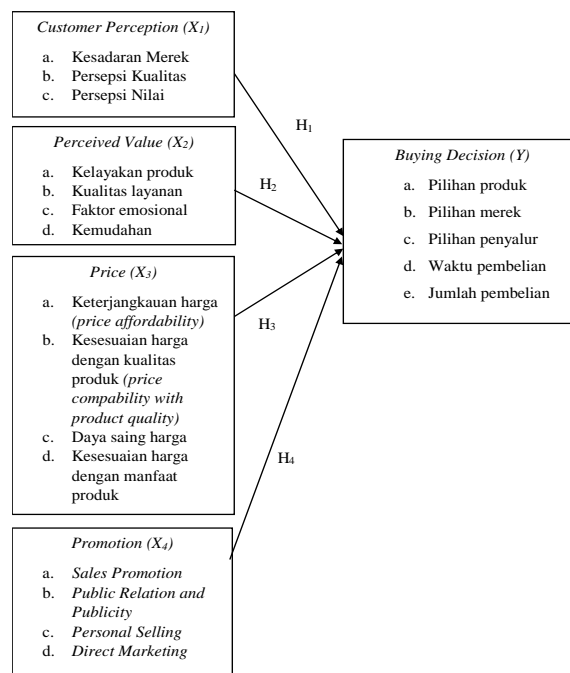 Customer Perception (X₁)
a. Kesadaran Merek
b. Persepsi Kualitas
c. Persepsi Nilai
H₁
Perceived Value (X₂)
a. Kelayakan produk
b. Kualitas layanan
c. Faktor emosional
d. Kemudahan
H₂
Buying Decision (Y)
a. Pilihan produk
b. Pilihan merek
c. Pilihan penyalur
d. Waktu pembelian
e. Jumlah pembelian
Price (X₃)
a. Keterjangkauan harga
(price affordability)
b. Kesesuaian harga
dengan kualitas
produk (price
compability with
product quality)
c. Daya saing harga
d. Kesesuaian harga
dengan manfaat
produk
H₃
H₄
Promotion (X₄)
a. Sales Promotion
b. Public Relation and
Publicity
c. Personal Selling
d. Direct Marketing